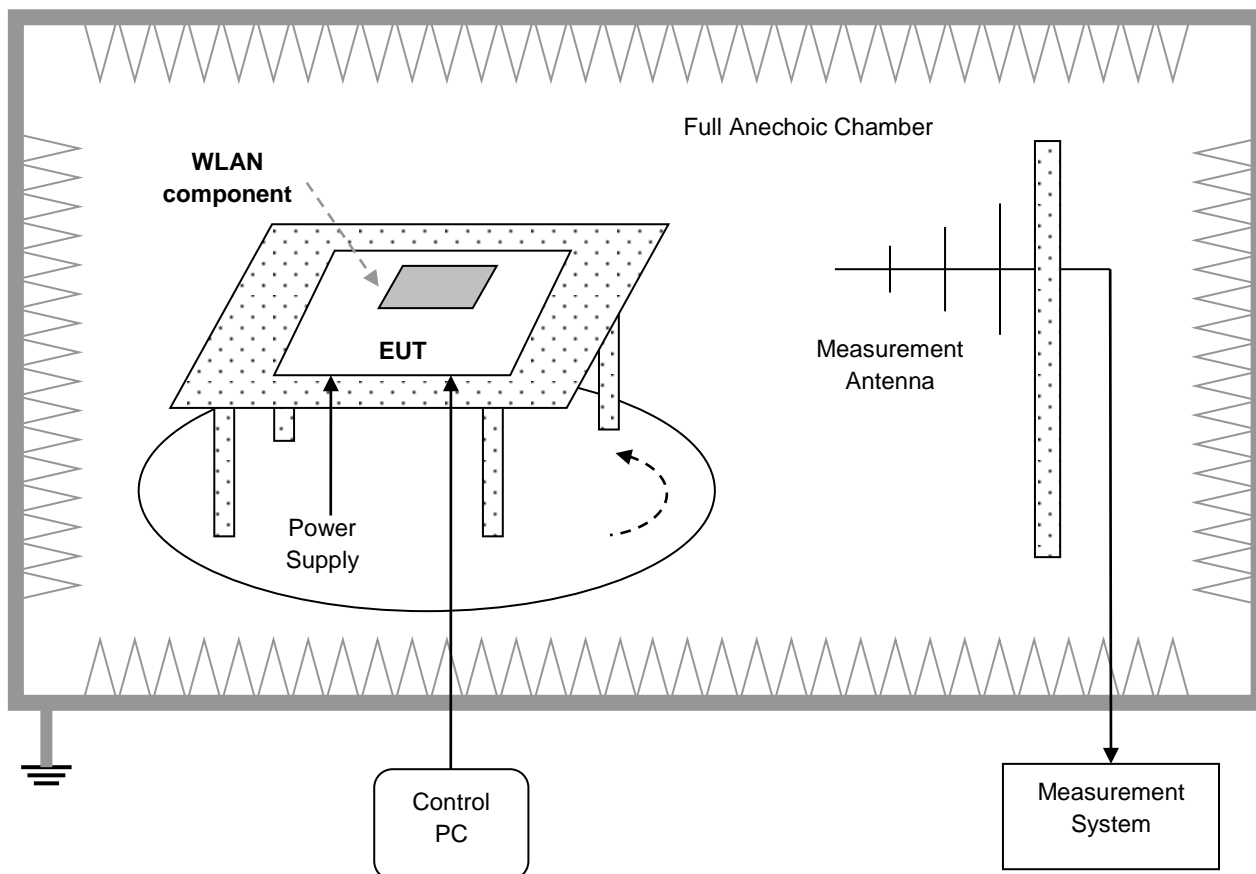 Full Anechoic Chamber
WLAN
component
EUT
Measurement
Antenna
Power
Supply
Control
PC
Measurement
System